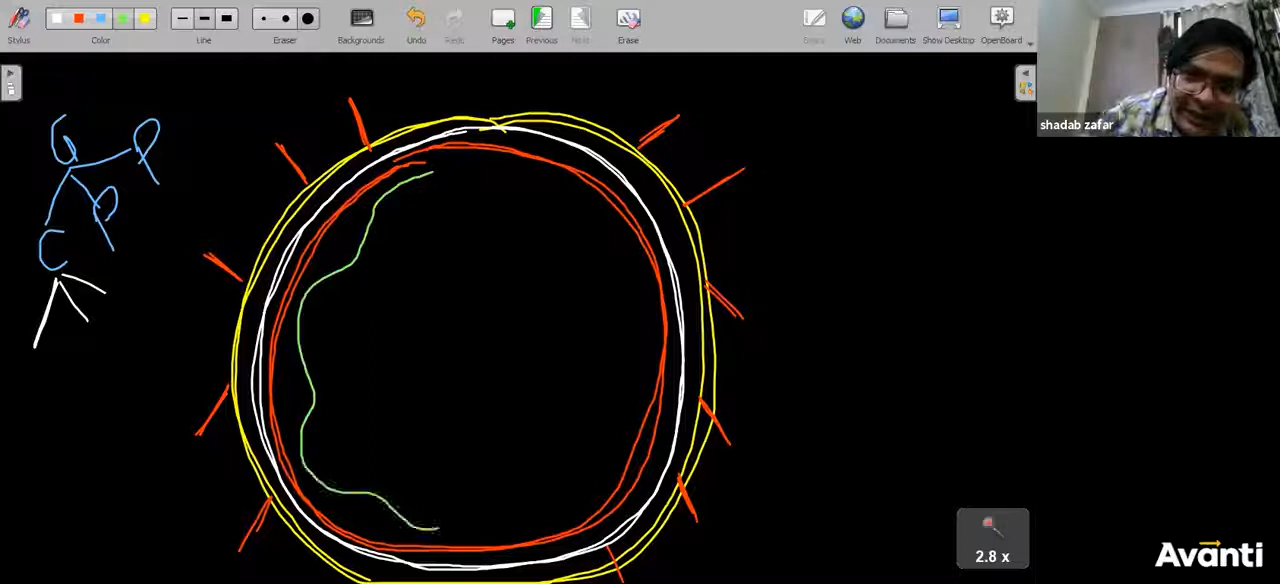 Stylus Color Line Eraser Backgrounds Undo Redo Pages Previous Next Erase Web Documents Show Desktop OpenBoard
shadab zafar
G P
P
C
2.8 x
Avanti